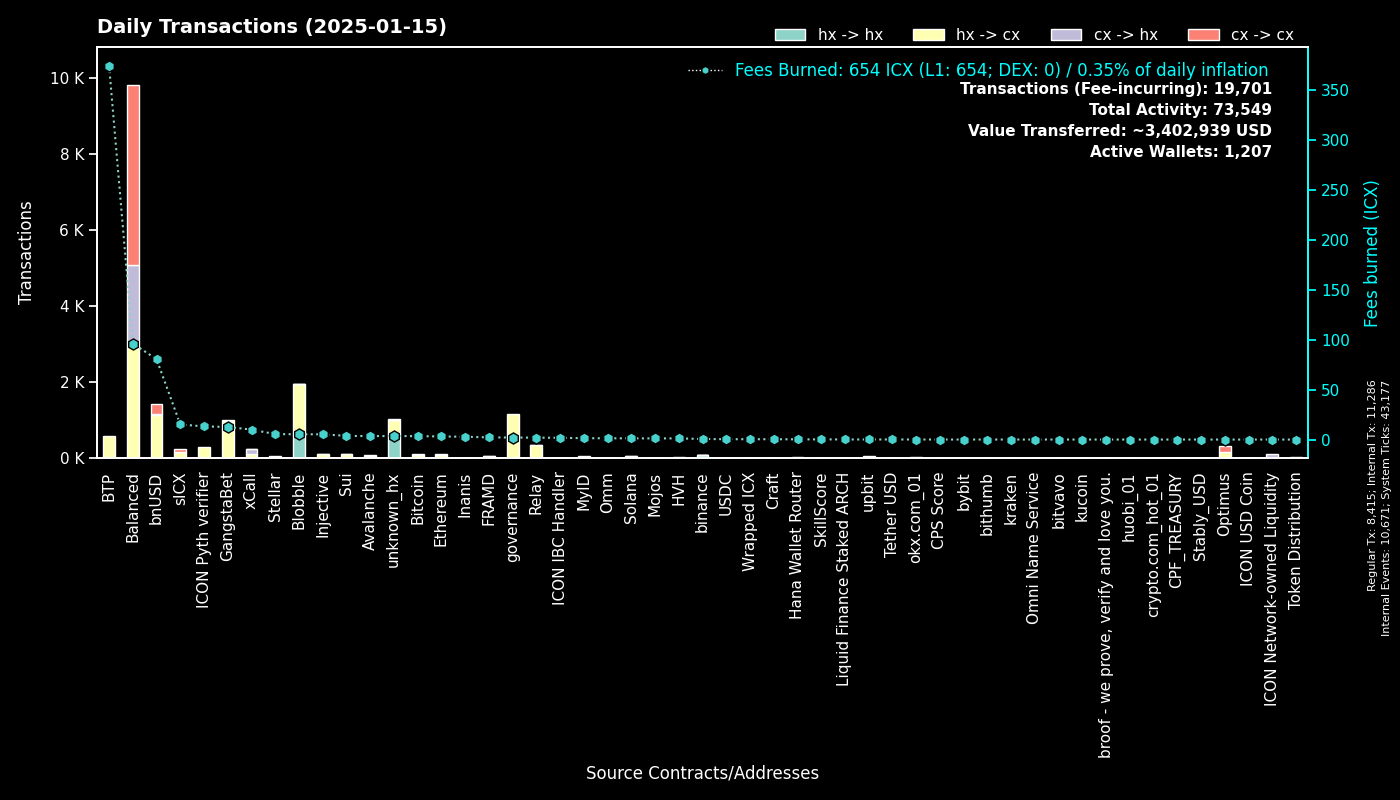 Daily Transactions (2025-01-15)
hx -> hx
hx -> cx
cx -> hx
cx -> cx
Fees Burned: 654 ICX (L1: 654; DEX: 0) / 0.35% of daily inflation
Transactions (Fee-incurring): 19,701
Total Activity: 73,549
Value Transferred: ~3,402,939 USD
Active Wallets: 1,207
Transactions
10 K
8 K
6 K
4 K
2 K
0 K
350
300
250
200
150
100
50
0
Fees burned (ICX)
BTP
Balanced
bnUSD
sICX
ICON Pyth verifier
GangstaBet
xCall
Stellar
Blobble
Injective
Sui
Avalanche
unknown_hx
Bitcoin
Ethereum
Inanis
FRAMD
governance
Relay
ICON IBC Handler
MyID
Omm
Solana
Mojos
HVH
binance
USDC
Wrapped ICX
Craft
Hana Wallet Router
SkillScore
Liquid Finance Staked ARCH
upbit
Tether USD
okx.com_01
CPS Score
bybit
bithumb
kraken
Omni Name Service
bitvavo
kucoin
broof - we prove, verify and love you.
huobi_01
crypto.com_hot_01
CPF_TREASURY
Stably_USD
Optimus
ICON USD Coin
ICON Network-owned Liquidity
Token Distribution
Source Contracts/Addresses
Regular Tx: 8,415; Internal Tx: 11,286
Internal Events: 10,671; System Ticks: 43,177